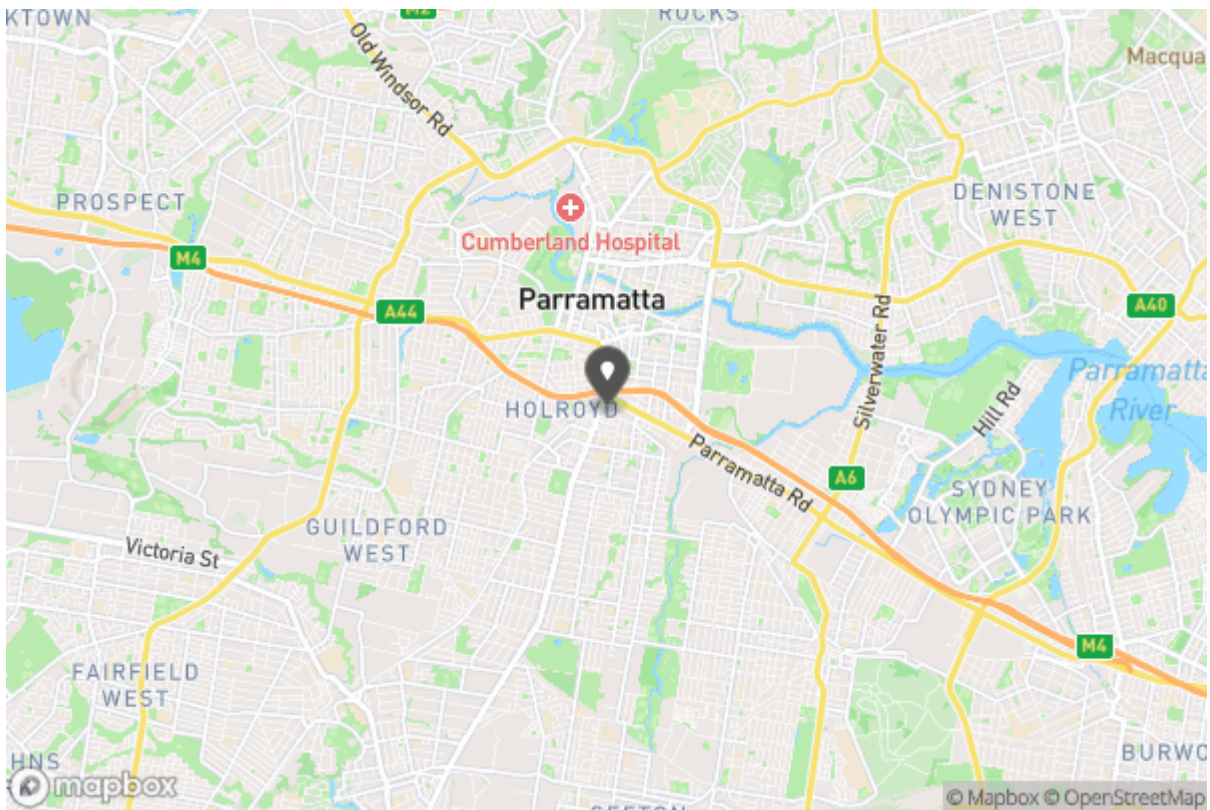 KTOWN
M2
ROCKS
Macqua
Old Windsor Rd
PROSPECT
DENISTONE
WEST
Cumberland Hospital
M4
Parramatta
A44
A40
Silverwater Rd
Parramatta
River
HOLROYD
Hill Rd
Parramatta Rd
A6
SYDNEY
OLYMPIC PARK
GUILDFORD
WEST
Victoria St
FAIRFIELD
WEST
M4
BURWO
HNS
mapbox
© Mapbox © OpenStreetMap